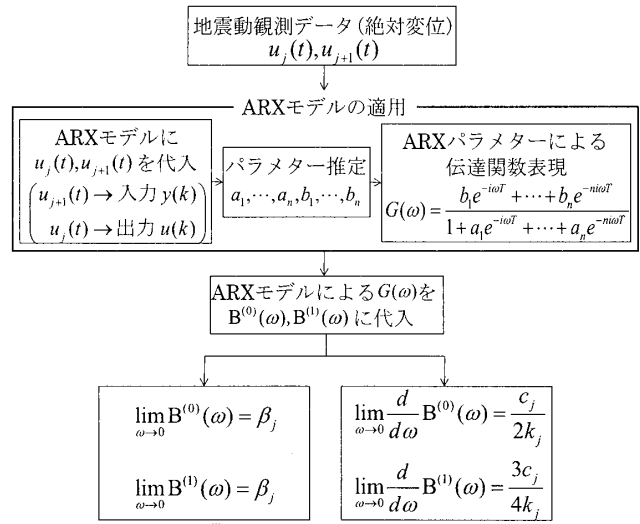 地震動観測データ(絶対変位)
u_j(t),u_{j+1}(t)
ARXモデルの適用
ARXモデルに
u_j(t),u_{j+1}(t) を代入
(u_{j+1}(t) → 入力 y(k)
u_j(t) → 出力 u(k))
パラメター推定
a_1,⋯,a_n,b_1,⋯,b_n
ARXパラメターによる
伝達関数表現
G(ω) = (b_1e^{-iωT} +⋯+ b_ne^{-niωT}) / (1 + a_1e^{-iωT} +⋯+ a_ne^{-niωT})
ARXモデルによるG(ω)を
B^{(0)}(ω),B^{(1)}(ω) に代入
lim_{ω→0} B^{(0)}(ω) = β_j
lim_{ω→0} B^{(1)}(ω) = β_j
lim_{ω→0} d/dω B^{(0)}(ω) = c_j/2k_j
lim_{ω→0} d/dω B^{(1)}(ω) = 3c_j/4k_j